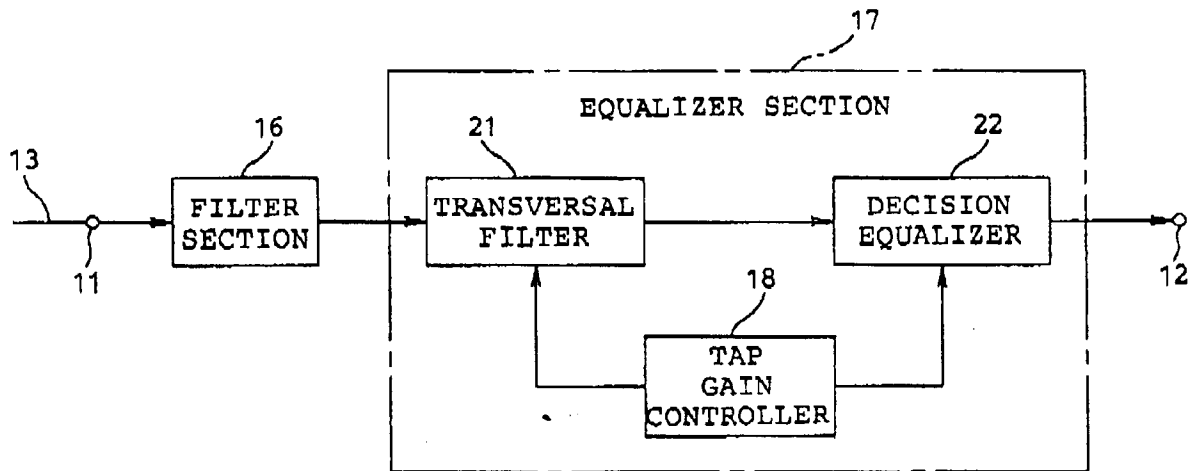 17
EQUALIZER SECTION
16
21
22
13
FILTER
SECTION
TRANSVERSAL
FILTER
DECISION
EQUALIZER
11
12
18
TAP
GAIN
CONTROLLER